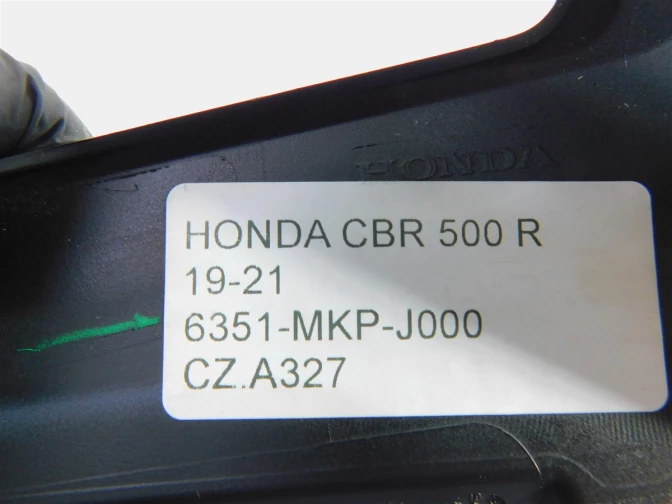 HONDA
HONDA CBR 500 R
19-21
6351-MKP-J000
CZ.A327